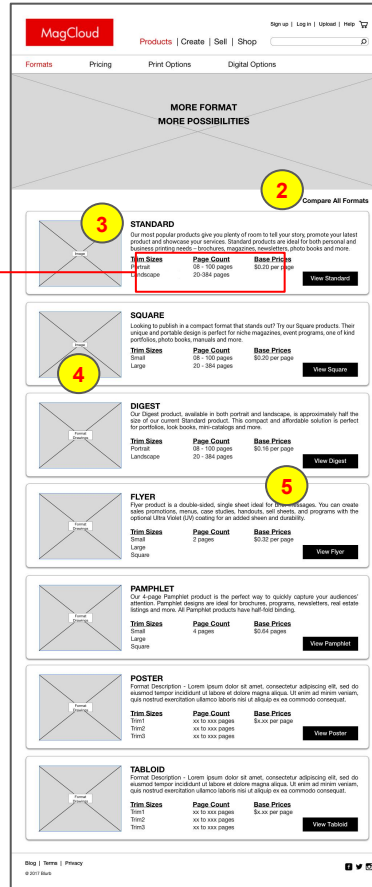 Sign up | Log in | Upload | Help
MagCloud
Products | Create | Sell | Shop
Formats Pricing Print Options Digital Options
MORE FORMAT
MORE POSSIBILITIES
2
Compare All Formats
3
Image
STANDARD
Our most popular products give you plenty of room to tell your story, promote your latest
product and showcase your services. Standard products are ideal for both personal and
business printing needs – brochures, magazines, newsletters, photo books and more.
Trim Sizes Page Count Base Prices
Portrait 08 - 100 pages $0.20 per page
Landscape 20-384 pages
View Standard
Image
4
SQUARE
Looking to publish in a compact format that stands out? Try our Square products. Their
unique and portable design is perfect for niche magazines, event programs, one of kind
portfolios, photo books, manuals and more.
Trim Sizes Page Count Base Prices
Small 08 - 100 pages $0.20 per page
Large 20 - 384 pages
View Square
Format
Drawings
DIGEST
Our Digest product, available in both portrait and landscape, is approximately half the
size of our current Standard product. This compact and affordable solution is perfect
for portfolios, look books, mini-catalogs and more.
Trim Sizes Page Count Base Prices
Portrait 08 - 100 pages $0.16 per page
Landscape 20 - 384 pages
View Digest
5
Format
Drawings
FLYER
Flyer product is a double-sided, single sheet ideal for messages. You can create
sales promotions, menus, case studies, handouts, sell sheets, and programs with the
optional Ultra Violet (UV) coating for an added sheen and durability.
Trim Sizes Page Count Base Prices
Small 2 pages $0.32 per page
Large
Square
View Flyer
Format
Drawings
PAMPHLET
Our 4-page Pamphlet product is the perfect way to quickly capture your audiences'
attention. Pamphlet designs are ideal for brochures, programs, newsletters, real estate
listings and more. All Pamphlet products have half-fold binding.
Trim Sizes Page Count Base Prices
Small 4 pages $0.64 pages
Large
Square
View Pamphlet
Format
Drawings
POSTER
Format Description - Lorem ipsum dolor sit amet, consectetur adipiscing elit, sed do
eiusmod tempor incididunt ut labore et dolore magna aliqua. Ut enim ad minim veniam,
quis nostrud exercitation ullamco laboris nisi ut aliquip ex ea commodo consequat.
Trim Sizes Page Count Base Prices
Trim1 xx to xxx pages $x.xx per page
Trim2 xx to xxx pages
Trim3 xx to xxx pages
View Poster
Format
Drawings
TABLOID
Format Description - Lorem ipsum dolor sit amet, consectetur adipiscing elit, sed do
eiusmod tempor incididunt ut labore et dolore magna aliqua. Ut enim ad minim veniam,
quis nostrud exercitation ullamco laboris nisi ut aliquip ex ea commodo consequat.
Trim Sizes Page Count Base Prices
Trim1 xx to xxx pages $x.xx per page
Trim2 xx to xxx pages
Trim3 xx to xxx pages
View Tabloid
Blog | Terms | Privacy
© 2017 Blurb